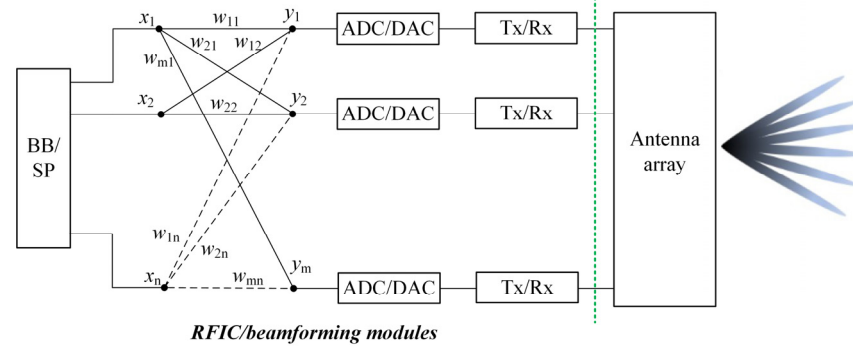 x1 w11 y1 ADC/DAC Tx/Rx
w21 w12
wm1
x2 w22 y2 ADC/DAC Tx/Rx
BB/
SP
Antenna
array
w1n
w2n
xn wmn ym ADC/DAC Tx/Rx
RFIC/beamforming modules